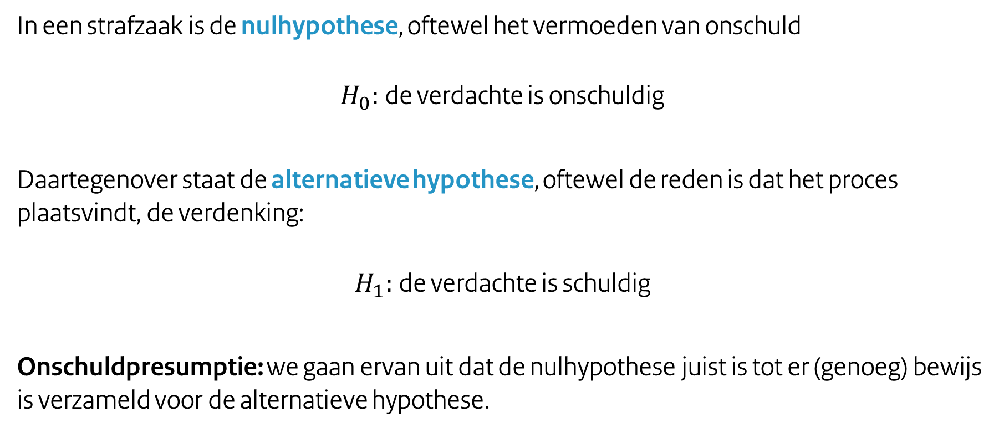 In een strafzaak is de nulhypothese, oftewel het vermoeden van onschuld
H₀: de verdachte is onschuldig
Daartegenover staat de alternatieve hypothese, oftewel de reden is dat het proces
plaatsvindt, de verdenking:
H₁: de verdachte is schuldig
Onschuldpresumptie: we gaan ervan uit dat de nulhypothese juist is tot er (genoeg) bewijs
is verzameld voor de alternatieve hypothese.